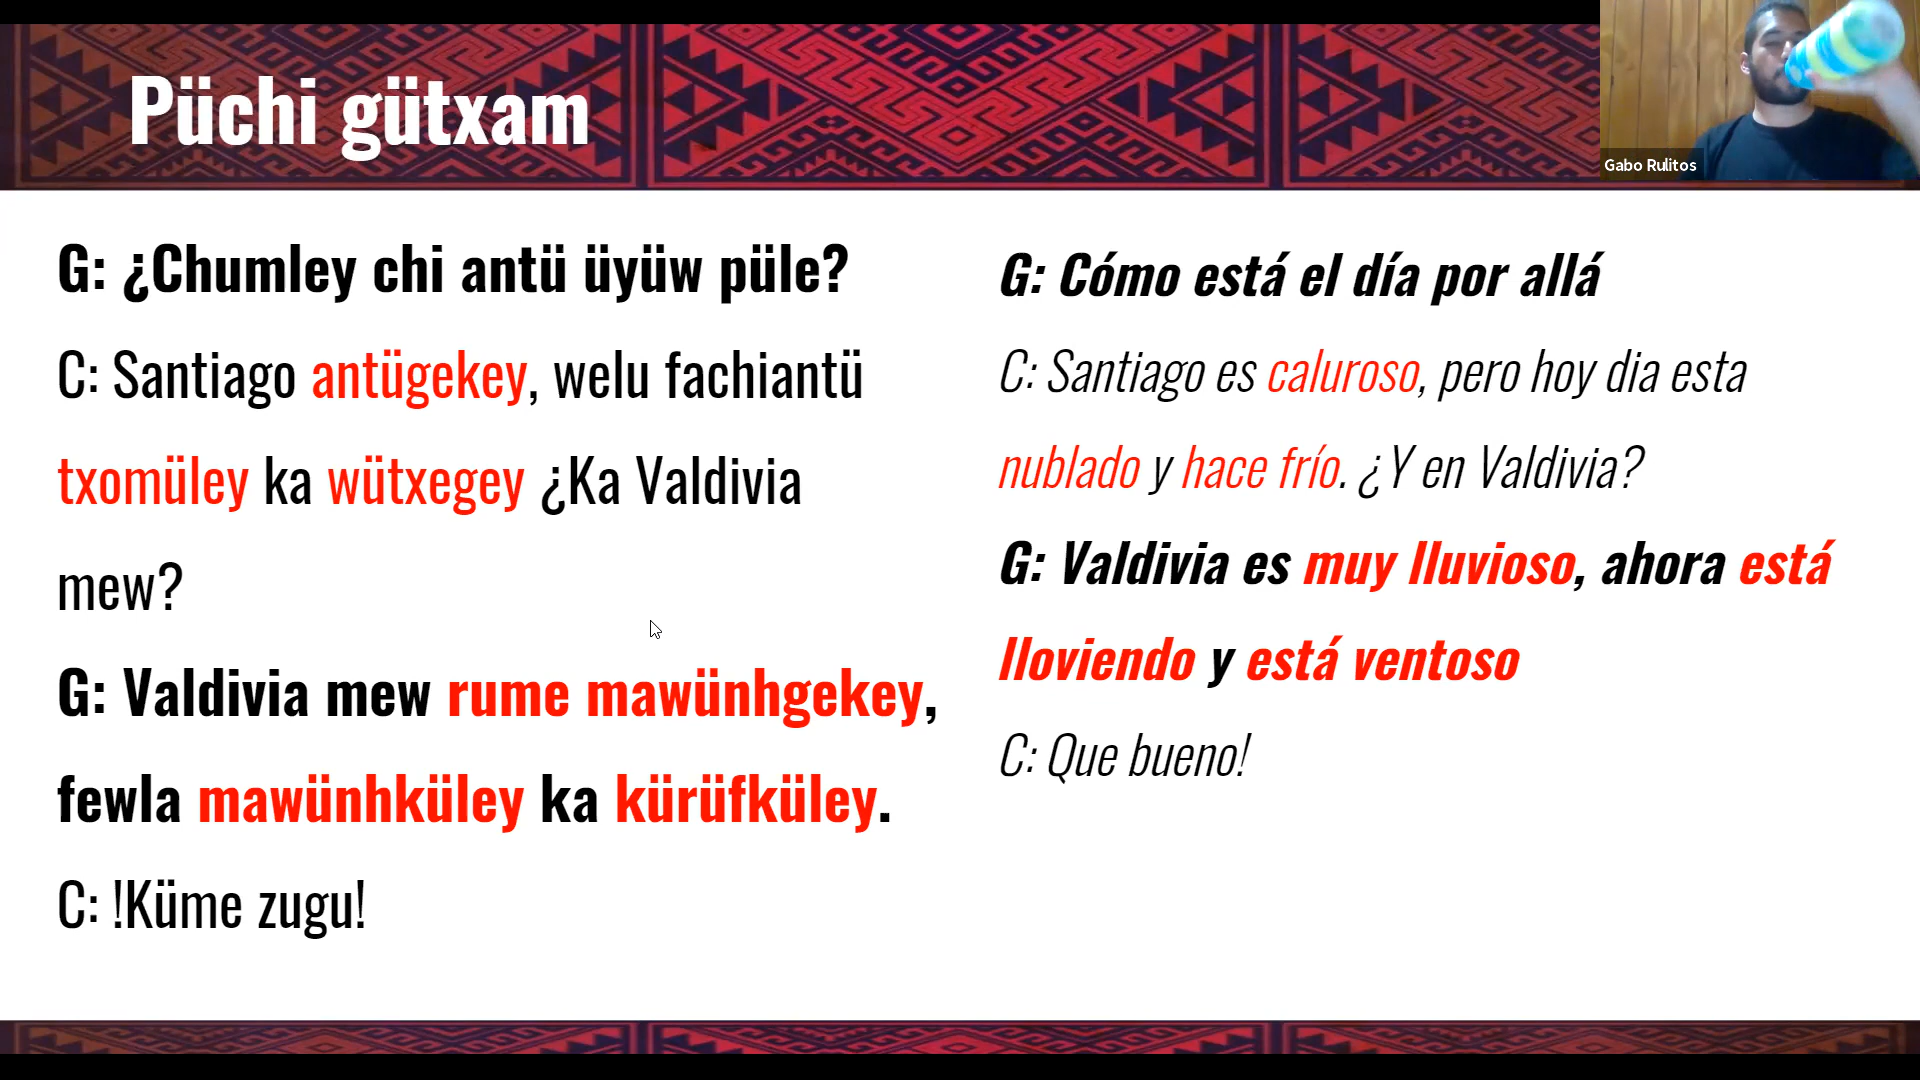 Püchi gütxam
Gabo Rulitos
G: ¿Chumley chi antü üyüw püle?
C: Santiago antügekey, welu fachiantü
txomüley ka wütxegey ¿Ka Valdivia
mew?
G: Valdivia mew rume mawünhgekey,
fewla mawünhküley ka kürüfküley.
C: !Küme zugu!
G: Cómo está el día por allá
C: Santiago es caluroso, pero hoy dia esta
nublado y hace frío. ¿Y en Valdivia?
G: Valdivia es muy lluvioso, ahora está
lloviendo y está ventoso
C: Que bueno!